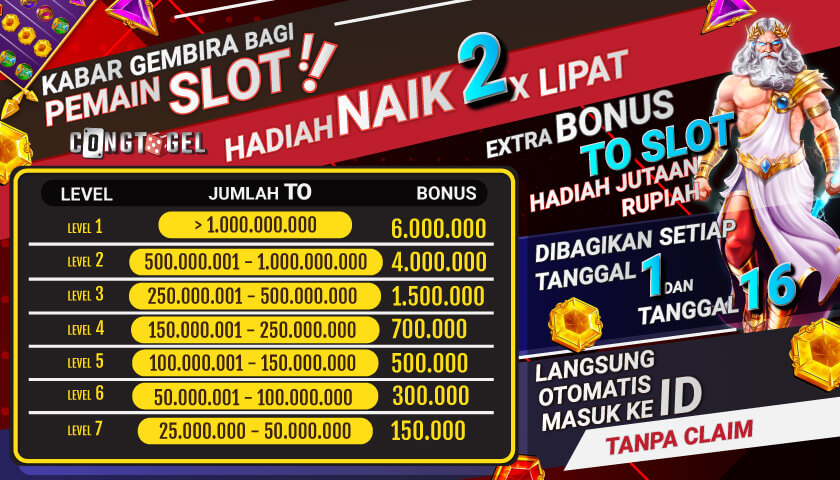 KABAR GEMBIRA BAGI
PEMAIN SLOT!!
HADIAH NAIK 2X LIPAT
CONGTOGEL
EXTRA BONUS
TO SLOT
HADIAH JUTAAN
RUPIAH
LEVEL JUMLAH TO BONUS
LEVEL 1 > 1.000.000.000 6.000.000
LEVEL 2 500.000.001 - 1.000.000.000 4.000.000
LEVEL 3 250.000.001 - 500.000.000 1.500.000
LEVEL 4 150.000.001 - 250.000.000 700.000
LEVEL 5 100.000.001 - 150.000.000 500.000
LEVEL 6 50.000.001 - 100.000.000 300.000
LEVEL 7 25.000.000 - 50.000.000 150.000
DIBAGIKAN SETIAP
TANGGAL 1 DAN
TANGGAL 16
LANGSUNG
OTOMATIS
MASUK KE ID
TANPA CLAIM